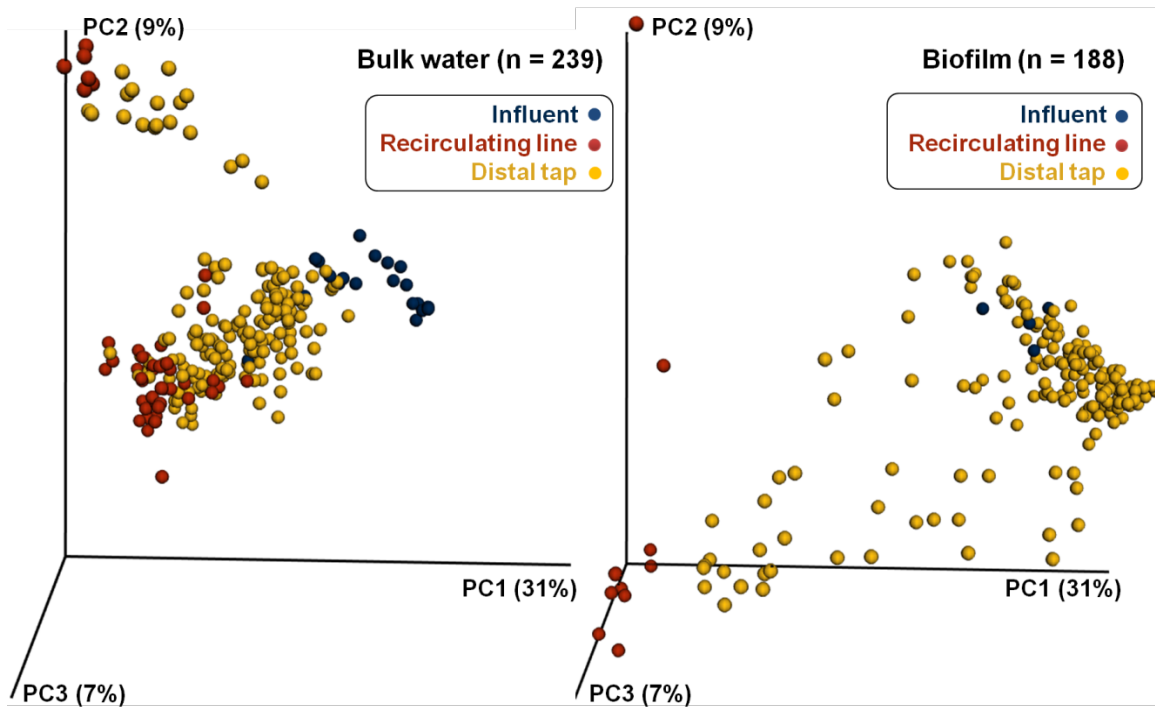 PC2 (9%)
Bulk water (n = 239)
Influent
Recirculating line
Distal tap
PC1 (31%)
PC3 (7%)
PC2 (9%)
Biofilm (n = 188)
Influent
Recirculating line
Distal tap
PC1 (31%)
PC3 (7%)